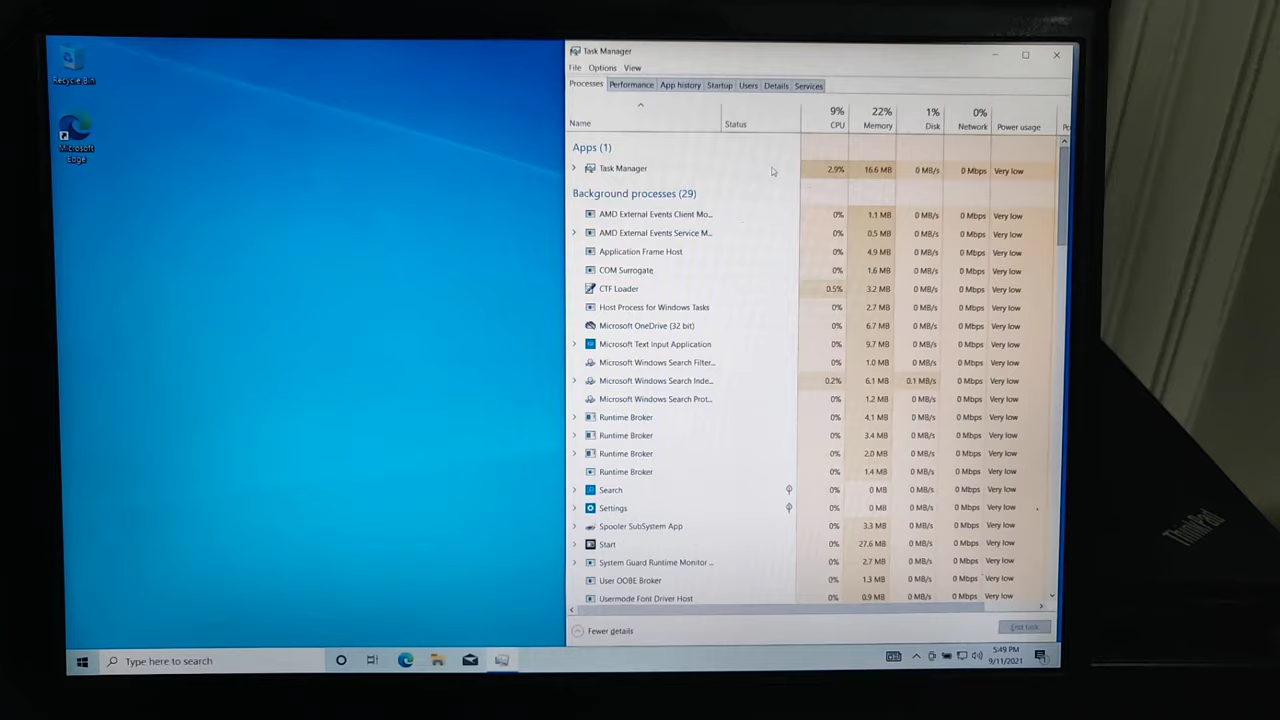 Recycle Bin
Microsoft
Edge
Task Manager
File Options View
Processes Performance App history Startup Users Details Services
9% 22% 1% 0%
Name Status CPU Memory Disk Network Power usage Po
Apps (1)
Task Manager 2.9% 16.6 MB 0 MB/s 0 Mbps Very low
Background processes (29)
AMD External Events Client Mo... 0% 1.1 MB 0 MB/s 0 Mbps Very low
AMD External Events Service M... 0% 0.5 MB 0 MB/s 0 Mbps Very low
Application Frame Host 0% 4.9 MB 0 MB/s 0 Mbps Very low
COM Surrogate 0% 1.6 MB 0 MB/s 0 Mbps Very low
CTF Loader 0.5% 3.2 MB 0 MB/s 0 Mbps Very low
Host Process for Windows Tasks 0% 2.7 MB 0 MB/s 0 Mbps Very low
Microsoft OneDrive (32 bit) 0% 6.7 MB 0 MB/s 0 Mbps Very low
Microsoft Text Input Application 0% 9.7 MB 0 MB/s 0 Mbps Very low
Microsoft Windows Search Filter... 0% 1.0 MB 0 MB/s 0 Mbps Very low
Microsoft Windows Search Inde... 0.2% 6.1 MB 0.1 MB/s 0 Mbps Very low
Microsoft Windows Search Prot... 0% 1.2 MB 0 MB/s 0 Mbps Very low
Runtime Broker 0% 4.1 MB 0 MB/s 0 Mbps Very low
Runtime Broker 0% 3.4 MB 0 MB/s 0 Mbps Very low
Runtime Broker 0% 2.0 MB 0 MB/s 0 Mbps Very low
Runtime Broker 0% 1.4 MB 0 MB/s 0 Mbps Very low
Search 0% 0 MB 0 MB/s 0 Mbps Very low
Settings 0% 0 MB 0 MB/s 0 Mbps Very low
Spooler SubSystem App 0% 3.3 MB 0 MB/s 0 Mbps Very low
Start 0% 27.6 MB 0 MB/s 0 Mbps Very low
System Guard Runtime Monitor ... 0% 2.7 MB 0 MB/s 0 Mbps Very low
User OOBE Broker 0% 1.3 MB 0 MB/s 0 Mbps Very low
Usermode Font Driver Host 0% 0.9 MB 0 MB/s 0 Mbps Very low
Fewer details End task
Type here to search
5:49 PM
9/11/2021
ThinkPad